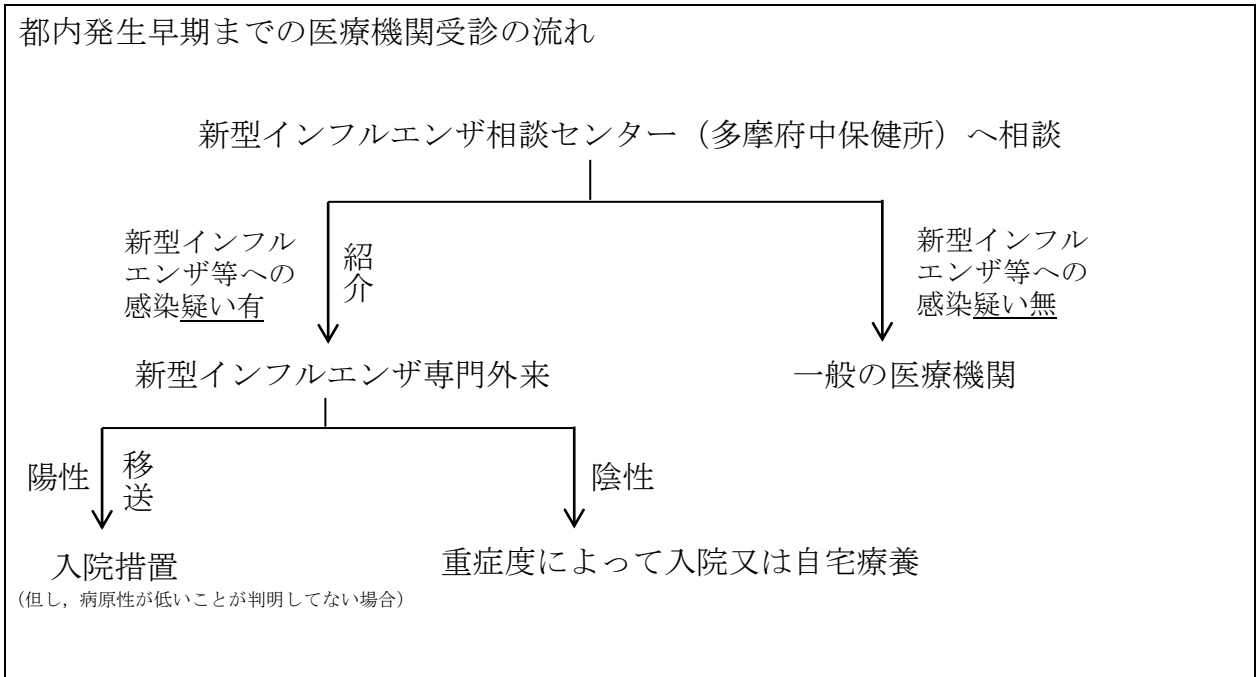 都内発生早期までの医療機関受診の流れ
新型インフルエンザ相談センター（多摩府中保健所）へ相談
新型インフル
エンザ等への
感染疑い有
紹介
新型インフル
エンザ等への
感染疑い無
新型インフルエンザ専門外来
一般の医療機関
陽性
移送
陰性
入院措置
（但し，病原性が低いことが判明してない場合）
重症度によって入院又は自宅療養